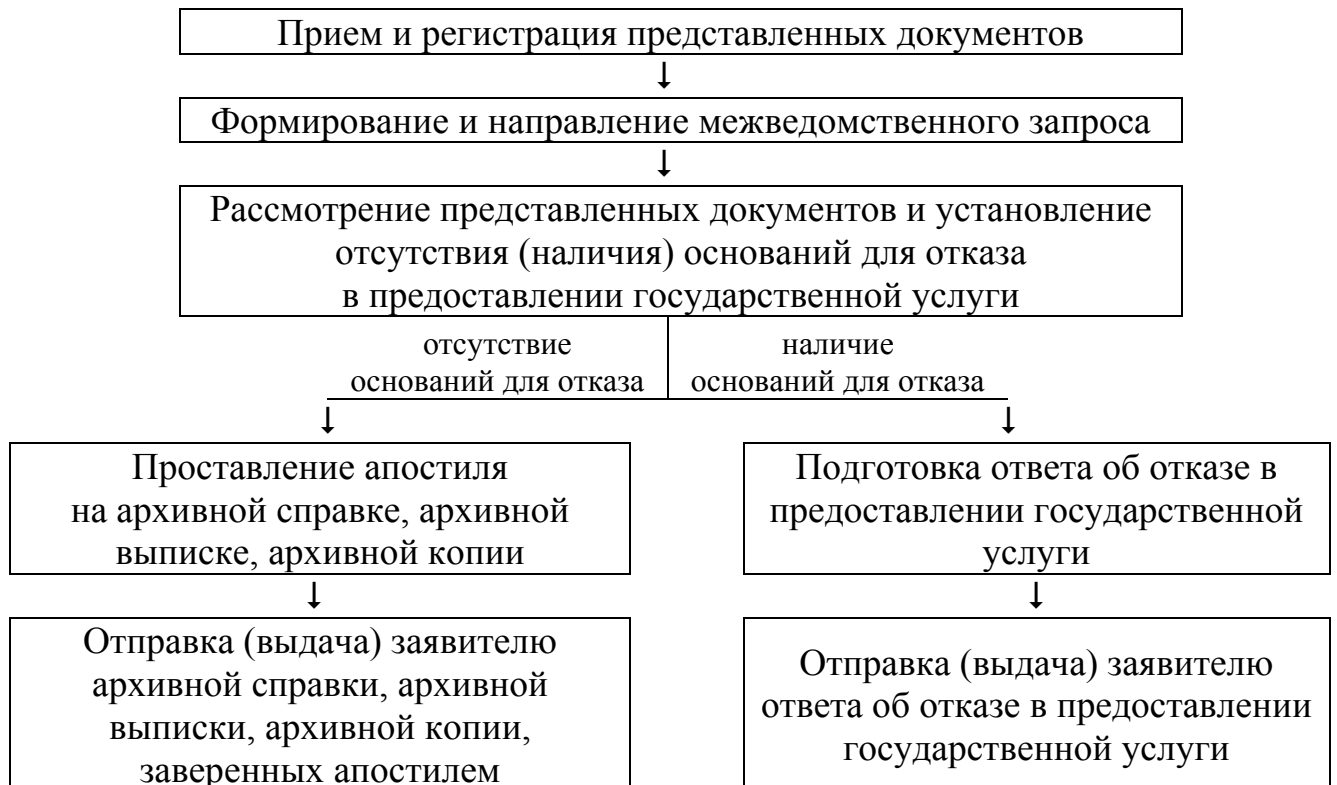 Прием и регистрация представленных документов
Формирование и направление межведомственного запроса
Рассмотрение представленных документов и установление
отсутствия (наличия) оснований для отказа
в предоставлении государственной услуги
отсутствие
оснований для отказа
наличие
оснований для отказа
Проставление апостиля
на архивной справке, архивной
выписке, архивной копии
Подготовка ответа об отказе в
предоставлении государственной
услуги
Отправка (выдача) заявителю
архивной справки, архивной
выписки, архивной копии,
заверенных апостилем
Отправка (выдача) заявителю
ответа об отказе в предоставлении
государственной услуги